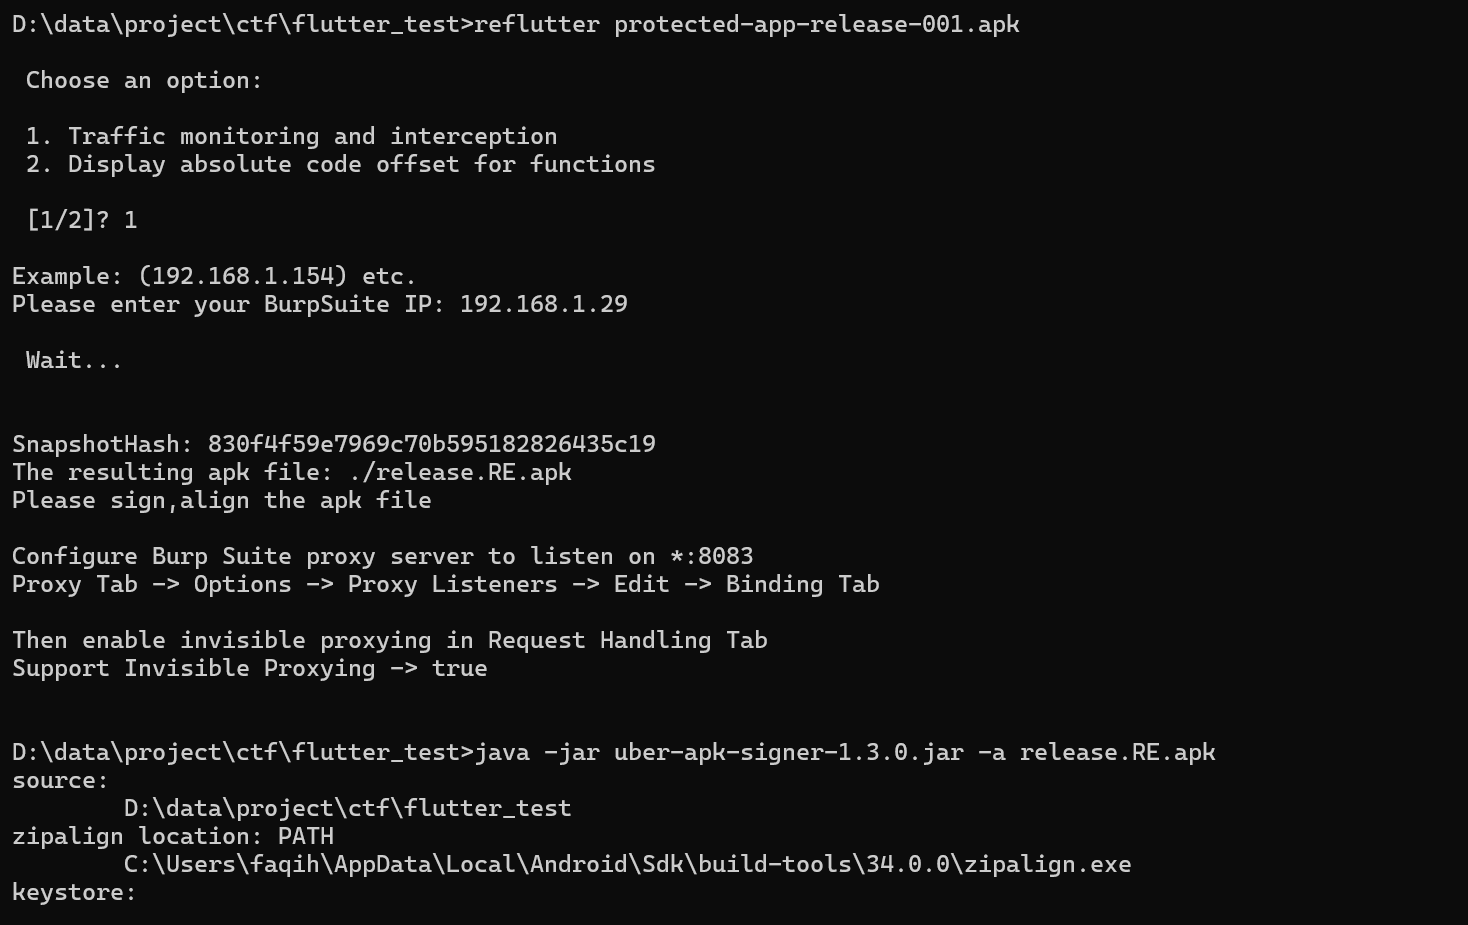 D:\data\project\ctf\flutter_test>reflutter protected-app-release-001.apk
Choose an option:
1. Traffic monitoring and interception
2. Display absolute code offset for functions
[1/2]? 1
Example: (192.168.1.154) etc.
Please enter your BurpSuite IP: 192.168.1.29
Wait...
SnapshotHash: 830f4f59e7969c70b595182826435c19
The resulting apk file: ./release.RE.apk
Please sign,align the apk file
Configure Burp Suite proxy server to listen on *:8083
Proxy Tab -> Options -> Proxy Listeners -> Edit -> Binding Tab
Then enable invisible proxying in Request Handling Tab
Support Invisible Proxying -> true
D:\data\project\ctf\flutter_test>java -jar uber-apk-signer-1.3.0.jar -a release.RE.apk
source:
D:\data\project\ctf\flutter_test
zipalign location: PATH
C:\Users\faqih\AppData\Local\Android\Sdk\build-tools\34.0.0\zipalign.exe
keystore: